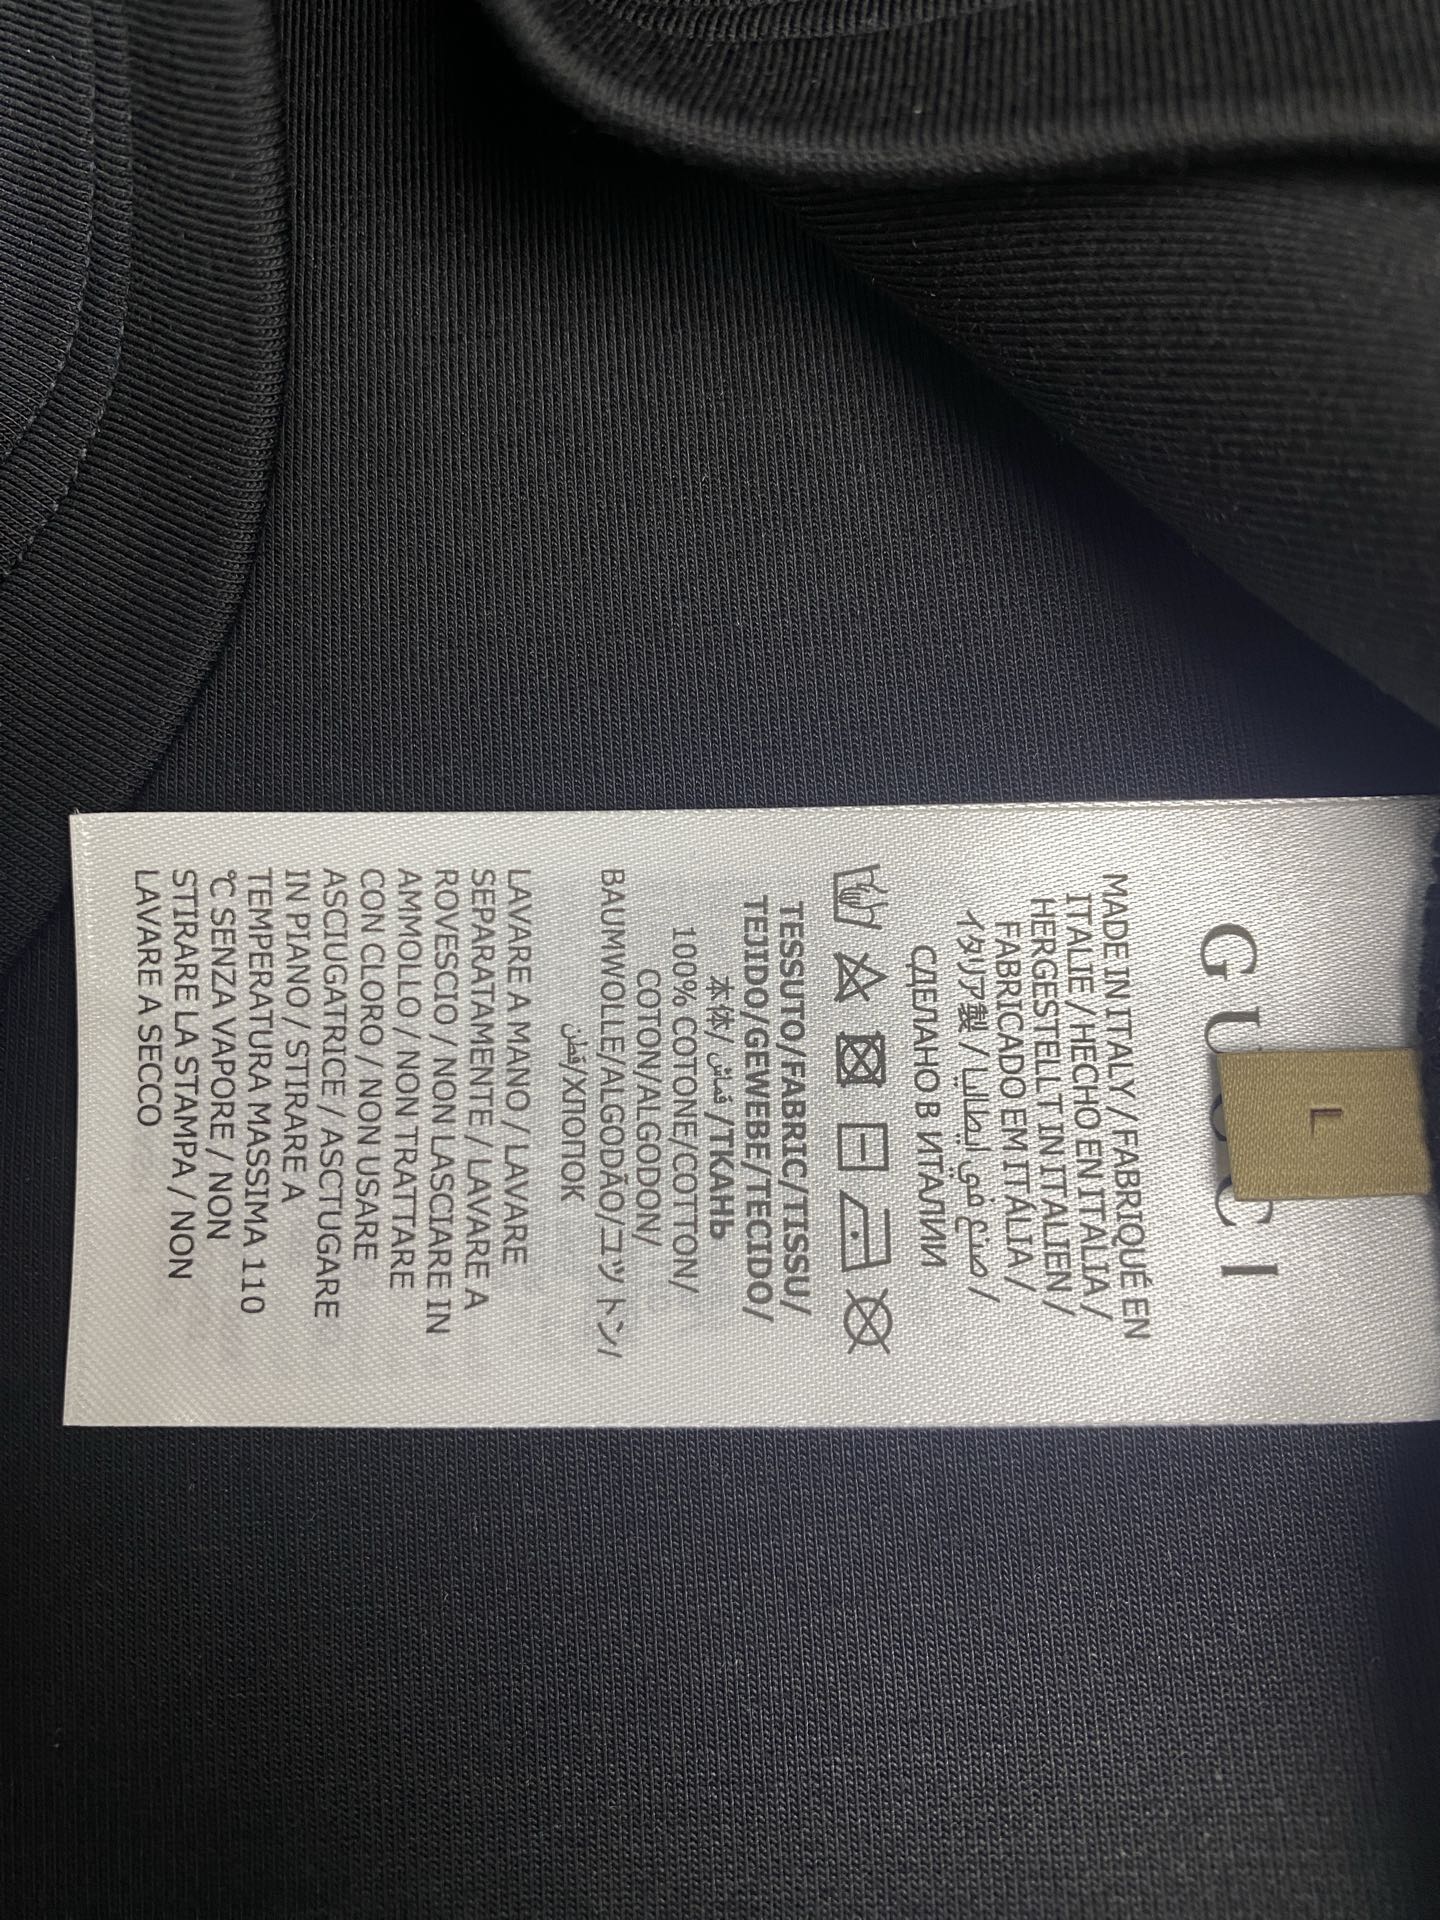 GUCCI
L
MADE IN ITALY / FABRIQUÉ EN
ITALIE / HECHO EN ITALIA /
HERGESTELLT IN ITALIEN /
FABRICADO EM ITÁLIA /
イタリア製 / صنع في إيطاليا /
СДЕЛАНО В ИТАЛИИ
TESSUTO/FABRIC/TISSU/
TEJIDO/GEWEBE/TECIDO/
本体/ قماش /ТКАНЬ
100% COTONE/COTTON/
COTON/ALGODON/
BAUMWOLLE/ALGODÃO/コットン/
قطن/ХЛОПОК
LAVARE A MANO / LAVARE
SEPARATAMENTE / LAVARE A
ROVESCIO / NON LASCIARE IN
AMMOLLO / NON TRATTARE
CON CLORO / NON USARE
ASCIUGATRICE / ASCTUGARE
IN PIANO / STIRARE A
TEMPERATURA MASSIMA 110
℃ SENZA VAPORE / NON
STIRARE LA STAMPA / NON
LAVARE A SECCO